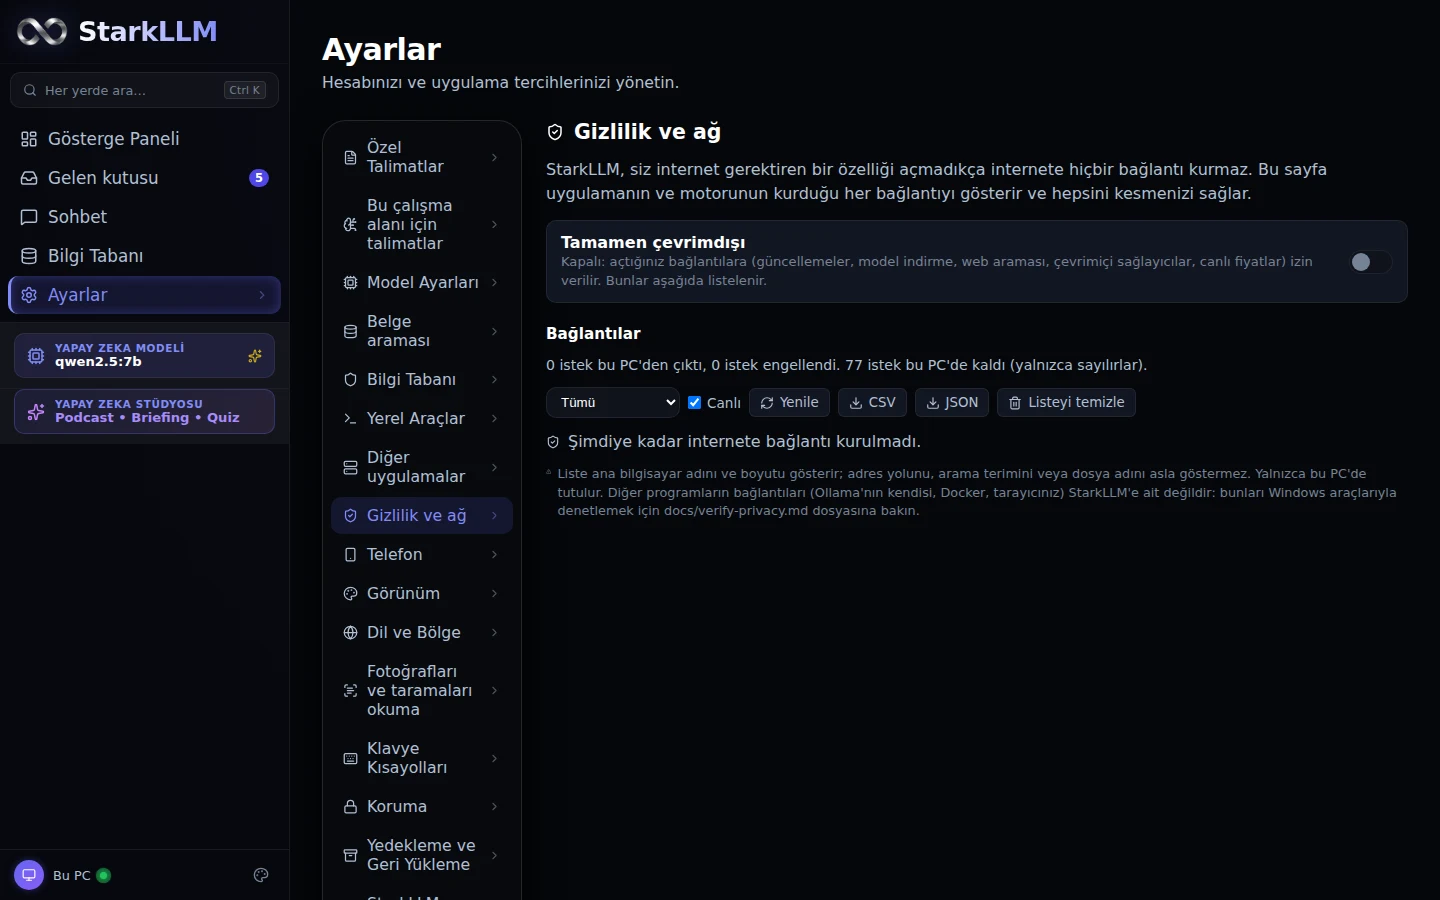 StarkLLM
Her yerde ara...
Ctrl K
Gösterge Paneli
Gelen kutusu
5
Sohbet
Bilgi Tabanı
Ayarlar
YAPAY ZEKA MODELİ
qwen2.5:7b
YAPAY ZEKA STÜDYOSU
Podcast • Briefing • Quiz
Bu PC
Ayarlar
Hesabınızı ve uygulama tercihlerinizi yönetin.
Özel
Talimatlar
Bu çalışma
alanı için
talimatlar
Model Ayarları
Belge
araması
Bilgi Tabanı
Yerel Araçlar
Diğer
uygulamalar
Gizlilik ve ağ
Telefon
Görünüm
Dil ve Bölge
Fotoğrafları
ve taramaları
okuma
Klavye
Kısayolları
Koruma
Yedekleme ve
Geri Yükleme
Gizlilik ve ağ
StarkLLM, siz internet gerektiren bir özelliği açmadıkça internete hiçbir bağlantı kurmaz. Bu sayfa
uygulamanın ve motorunun kurduğu her bağlantıyı gösterir ve hepsini kesmenizi sağlar.
Tamamen çevrimdışı
Kapalı: açtığınız bağlantılara (güncellemeler, model indirme, web araması, çevrimiçi sağlayıcılar, canlı fiyatlar) izin
verilir. Bunlar aşağıda listelenir.
Bağlantılar
0 istek bu PC'den çıktı, 0 istek engellendi. 77 istek bu PC'de kaldı (yalnızca sayılırlar).
Tümü
Canlı
Yenile
CSV
JSON
Listeyi temizle
Şimdiye kadar internete bağlantı kurulmadı.
Liste ana bilgisayar adını ve boyutu gösterir; adres yolunu, arama terimini veya dosya adını asla göstermez. Yalnızca bu PC'de
tutulur. Diğer programların bağlantıları (Ollama'nın kendisi, Docker, tarayıcınız) StarkLLM'e ait değildir: bunları Windows araçlarıyla
denetlemek için docs/verify-privacy.md dosyasına bakın.